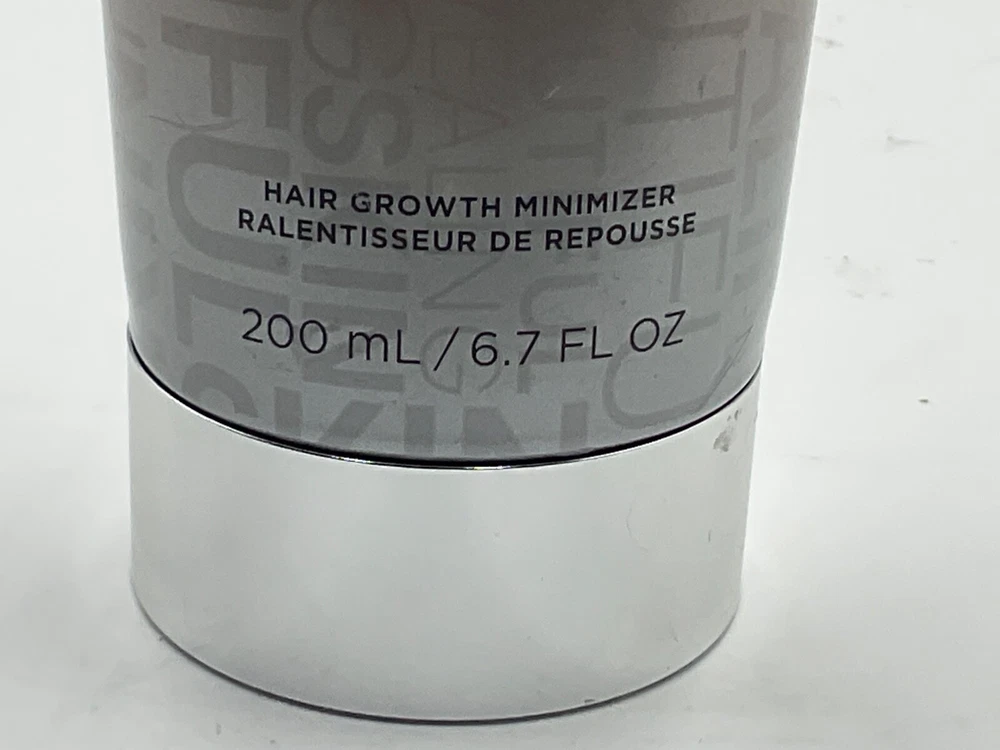 HAIR GROWTH MINIMIZER
RALENTISSEUR DE REPOUSSE
200 mL / 6.7 FL OZ